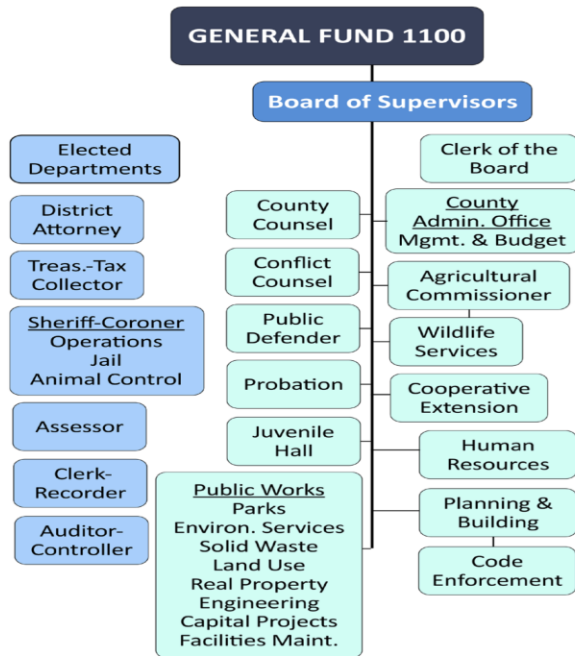 GENERAL FUND 1100
Board of Supervisors
Elected
Departments
District
Attorney
Treas.-Tax
Collector
Sheriff-Coroner
Operations
Jail
Animal Control
Assessor
Clerk-
Recorder
Auditor-
Controller
County
Counsel
Conflict
Counsel
Public
Defender
Probation
Juvenile
Hall
Public Works
Parks
Environ. Services
Solid Waste
Land Use
Real Property
Engineering
Capital Projects
Facilities Maint.
Clerk of the
Board
County
Admin. Office
Mgmt. & Budget
Agricultural
Commissioner
Wildlife
Services
Cooperative
Extension
Human
Resources
Planning &
Building
Code
Enforcement